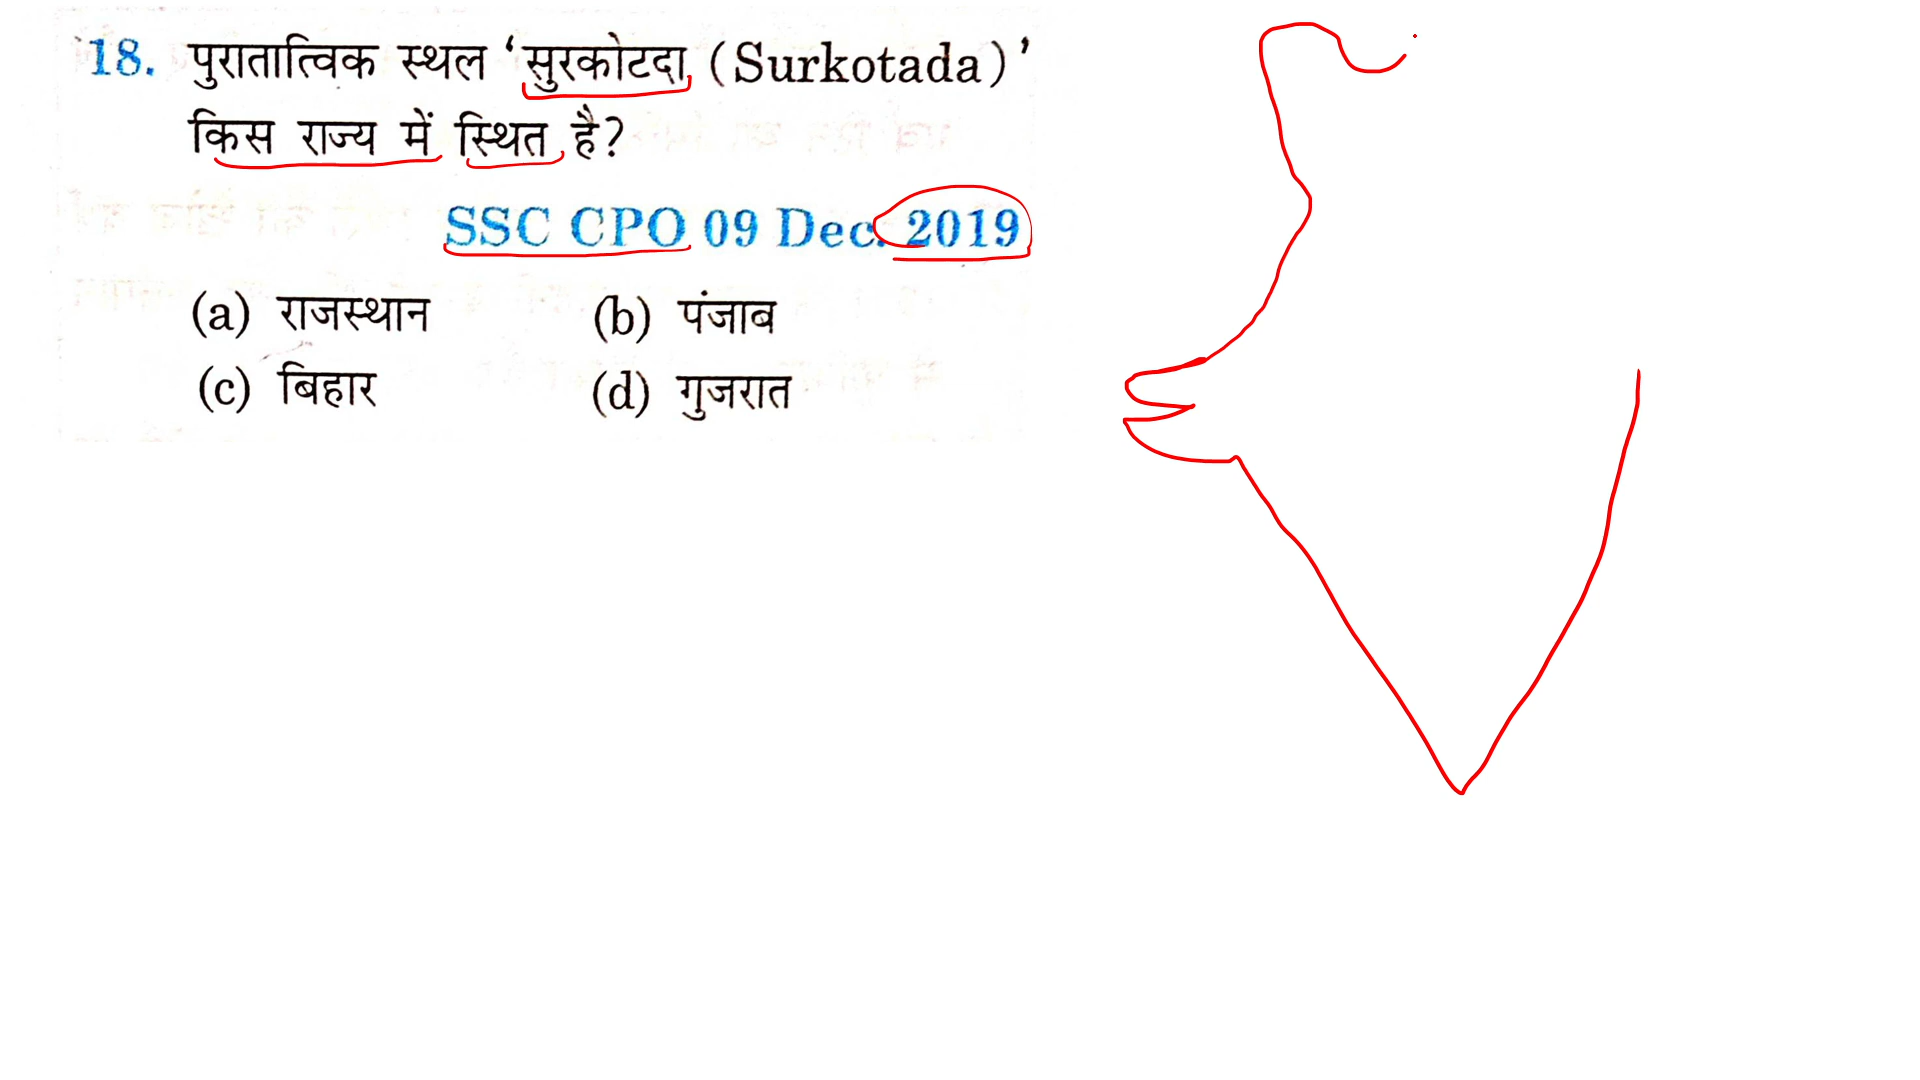 18. पुरातात्विक स्थल ‘सुरकोटदा (Surkotada)’
किस राज्य में स्थित है?
SSC CPO 09 Dec. 2019
(a) राजस्थान (b) पंजाब
(c) बिहार (d) गुजरात